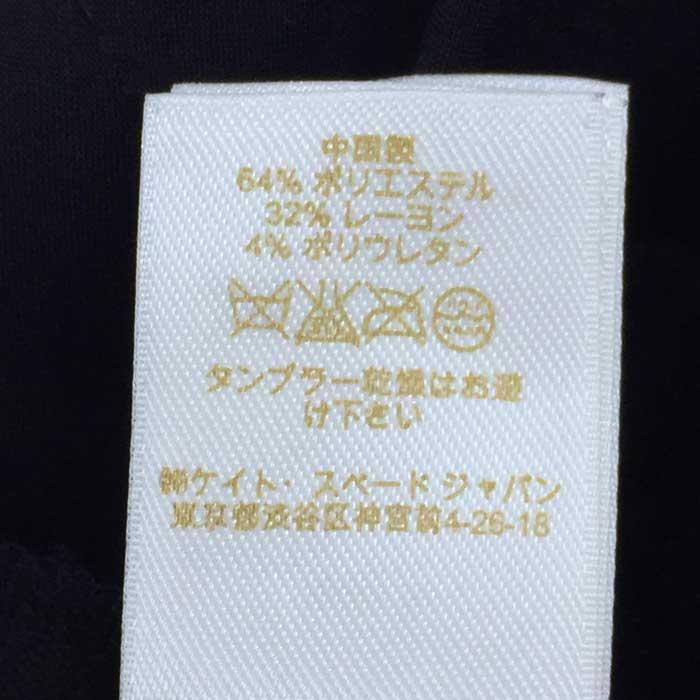 中国製
64% ポリエステル
32% レーヨン
4% ポリウレタン
タンブラー乾燥はお避
け下さい
㈱ケイト・スペード ジャパン
東京都渋谷区神宮前4-26-18